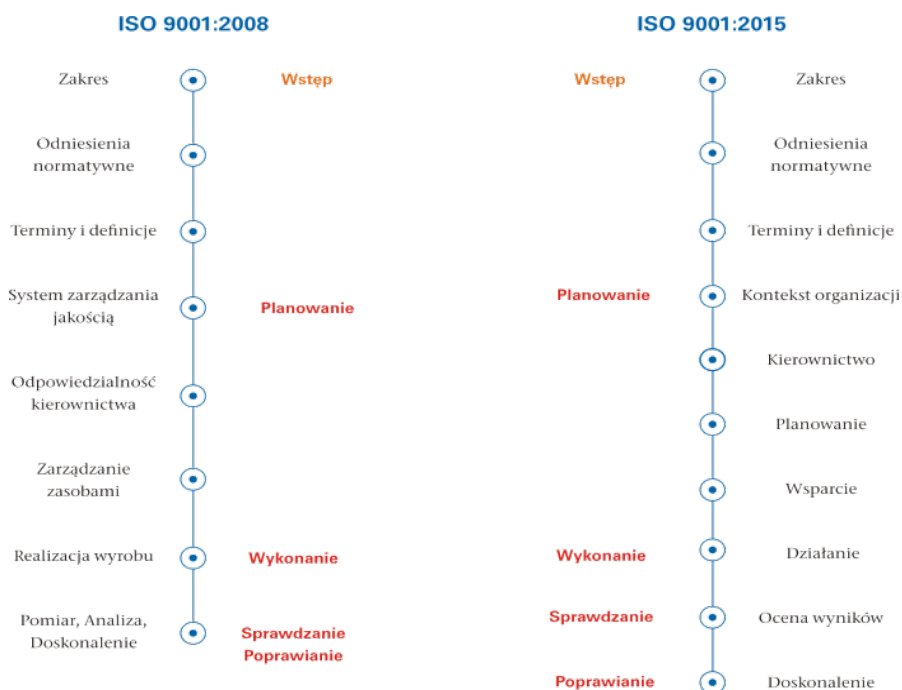 ISO 9001:2008
Zakres
Wstęp
Odniesienia
normatywne
Terminy i definicje
System zarządzania
jakością
Planowanie
Odpowiedzialność
kierownictwa
Zarządzanie
zasobami
Realizacja wyrobu
Wykonanie
Pomiar, Analiza,
Doskonalenie
Sprawdzanie
Poprawianie
ISO 9001:2015
Wstęp
Zakres
Odniesienia
normatywne
Terminy i definicje
Planowanie
Kontekst organizacji
Kierownictwo
Planowanie
Wsparcie
Wykonanie
Działanie
Sprawdzanie
Ocena wyników
Poprawianie
Doskonalenie